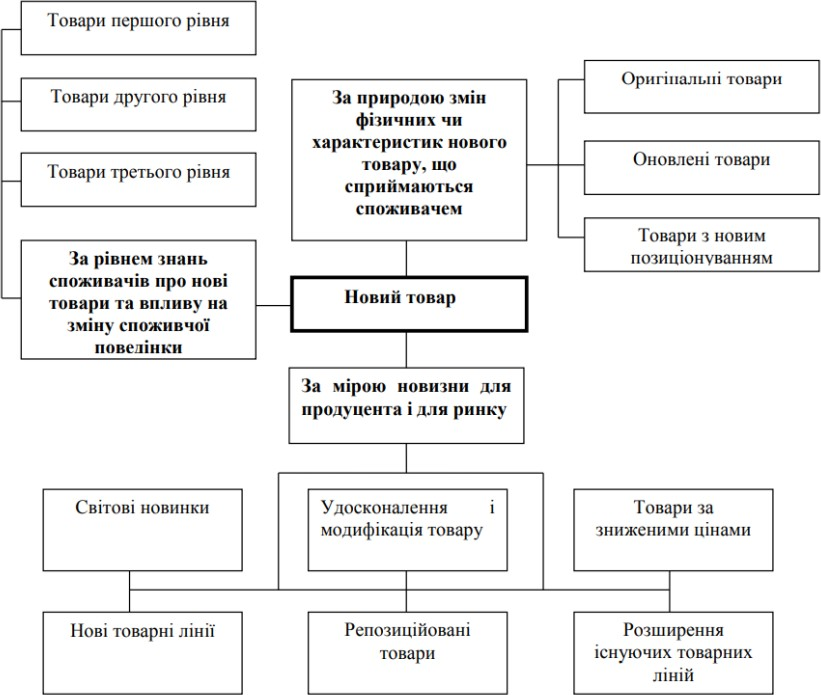 Товари першого рівня
Товари другого рівня
Товари третього рівня
За рівнем знань
споживачів про нові
товари та впливу на
зміну споживчої
поведінки
За природою змін
фізичних чи
характеристик нового
товару, що
сприймаються
споживачем
Оригінальні товари
Оновлені товари
Товари з новим
позиціонуванням
Новий товар
За мірою новизни для
продуцента і для ринку
Світові новинки
Удосконалення і
модифікація товару
Товари за
зниженими цінами
Нові товарні лінії
Репозиційовані
товари
Розширення
існуючих товарних
ліній